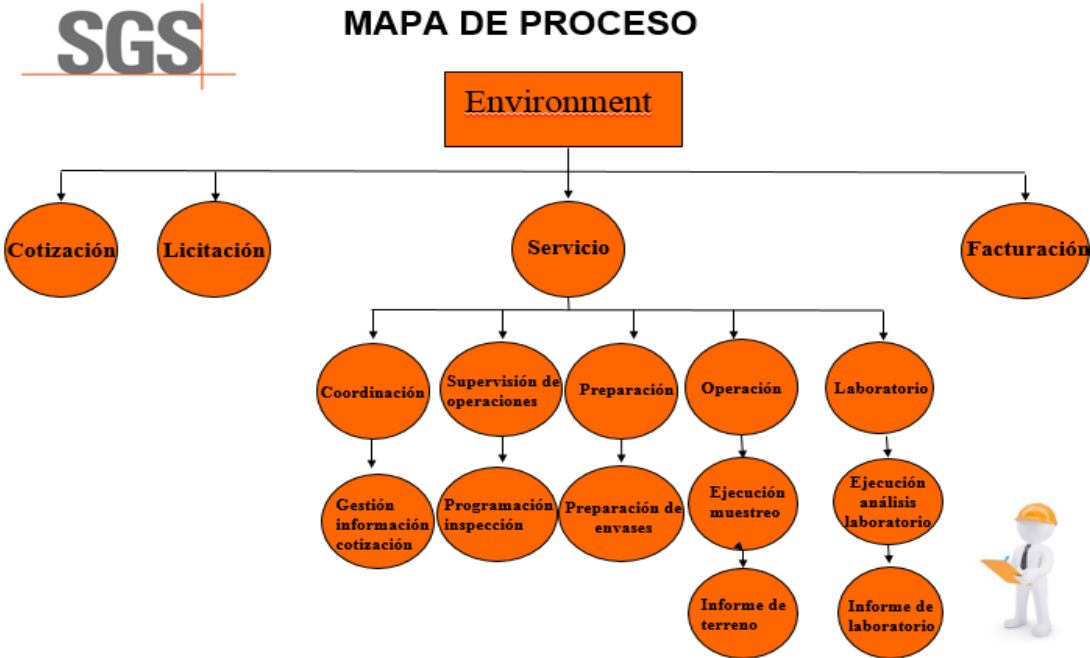 SGS
MAPA DE PROCESO
Environment
Cotización
Licitación
Servicio
Facturación
Coordinación
Supervisión de
operaciones
Preparación
Operación
Laboratorio
Gestión
información
cotización
Programación
inspección
Preparación de
envases
Ejecución
muestreo
Ejecución
análisis
laboratorio
Informe de
terreno
Informe de
laboratorio